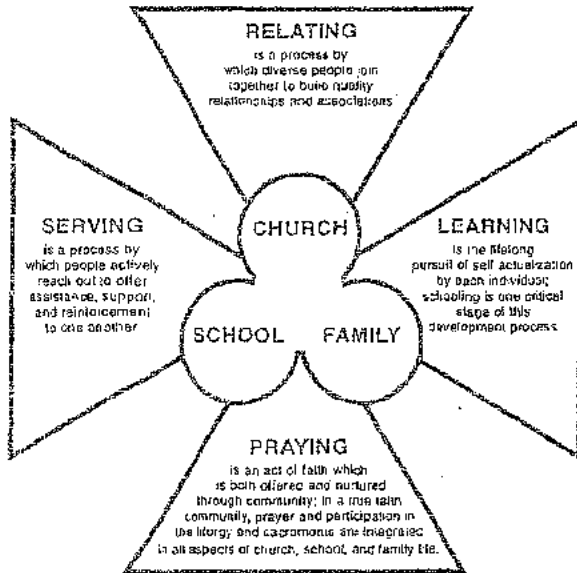 RELATING
is a process by
which diverse people join
together to build quality
relationships and associations
CHURCH
SERVING
is a process by
which people actively
reach out to offer
assistance, support,
and reinforcement
to one another
LEARNING
is the lifelong
pursuit of self actualization
by each individual;
schooling is one critical
stage of this
development process
SCHOOL
FAMILY
PRAYING
is an act of faith which
is both offered and nurtured
through community; in a true faith
community, prayer and participation in
the liturgy and sacraments are integrated
in all aspects of church, school, and family life.